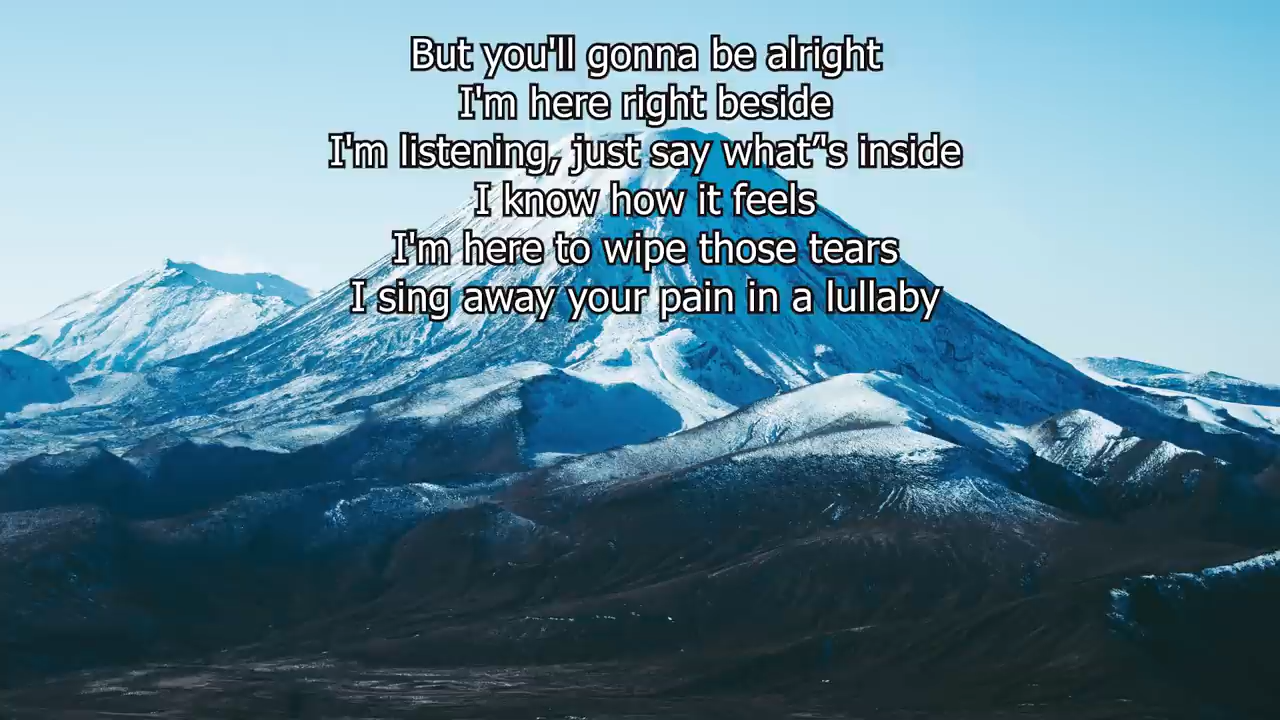 But you'll gonna be alright
I'm here right beside
I'm listening, just say what”s inside
I know how it feels
I'm here to wipe those tears
I sing away your pain in a lullaby